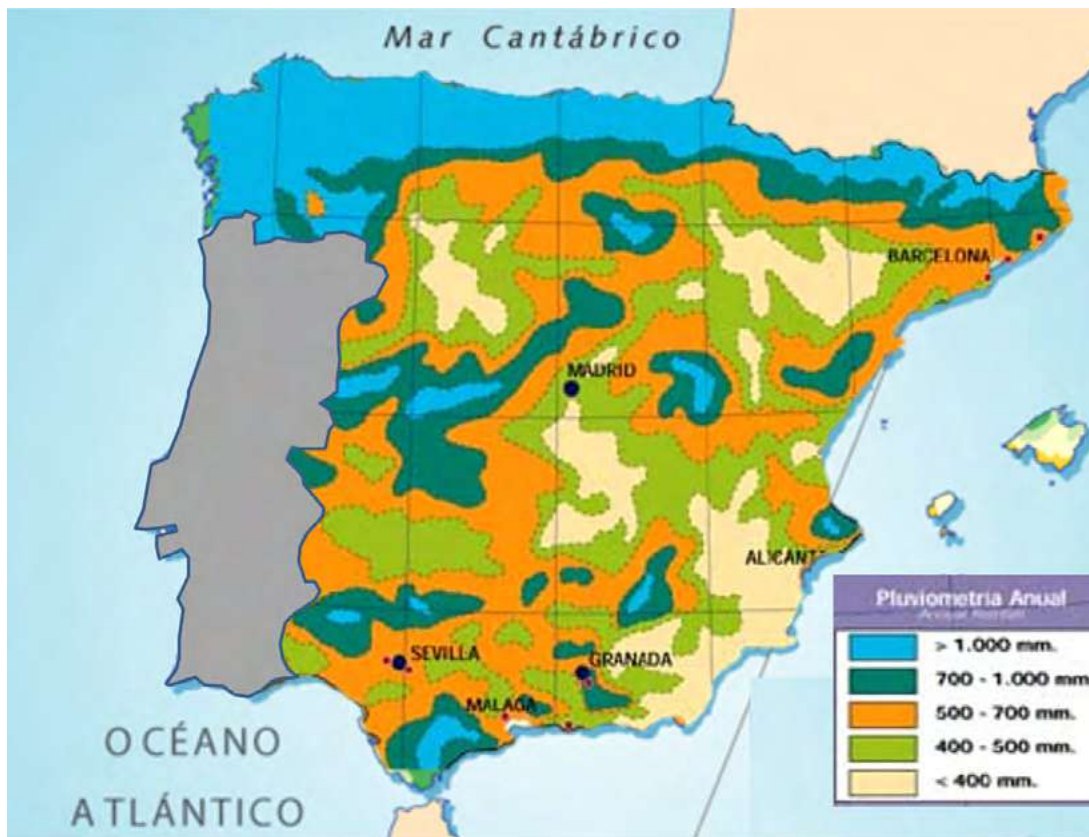 Mar Cantábrico
BARCELONA
MADRID
ALICANT
SEVILLA
GRANADA
MALAGA
OCÉANO
ATLÁNTICO
Pluviometria Anual
> 1.000 mm.
700 - 1.000 mm.
500 - 700 mm.
400 - 500 mm.
< 400 mm.